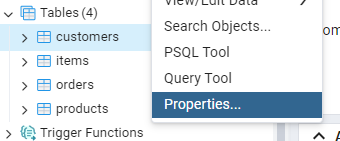 Tables (4)
customers
items
orders
products
Trigger Functions
View/Edit Data
Search Objects...
PSQL Tool
Query Tool
Properties...